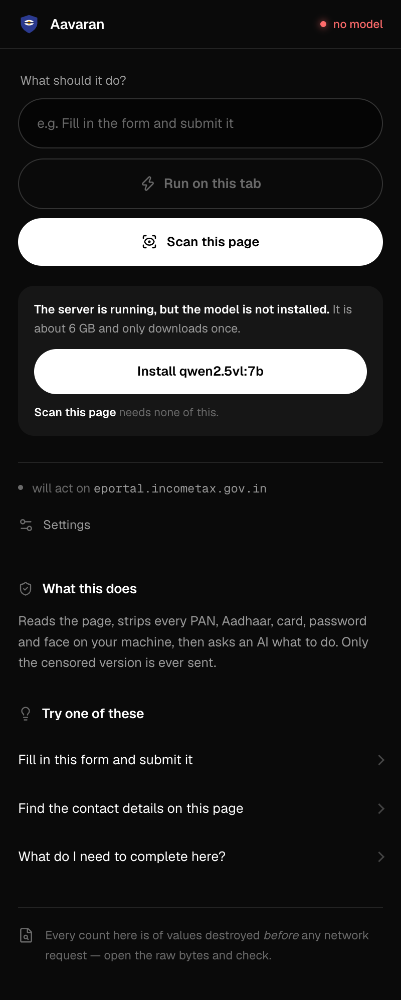 Aavaran
no model
What should it do?
e.g. Fill in the form and submit it
Run on this tab
Scan this page
The server is running, but the model is not installed. It is
about 6 GB and only downloads once.
Install qwen2.5vl:7b
Scan this page needs none of this.
will act on eportal.incometax.gov.in
Settings
What this does
Reads the page, strips every PAN, Aadhaar, card, password
and face on your machine, then asks an AI what to do. Only
the censored version is ever sent.
Try one of these
Fill in this form and submit it
Find the contact details on this page
What do I need to complete here?
Every count here is of values destroyed before any network
request — open the raw bytes and check.